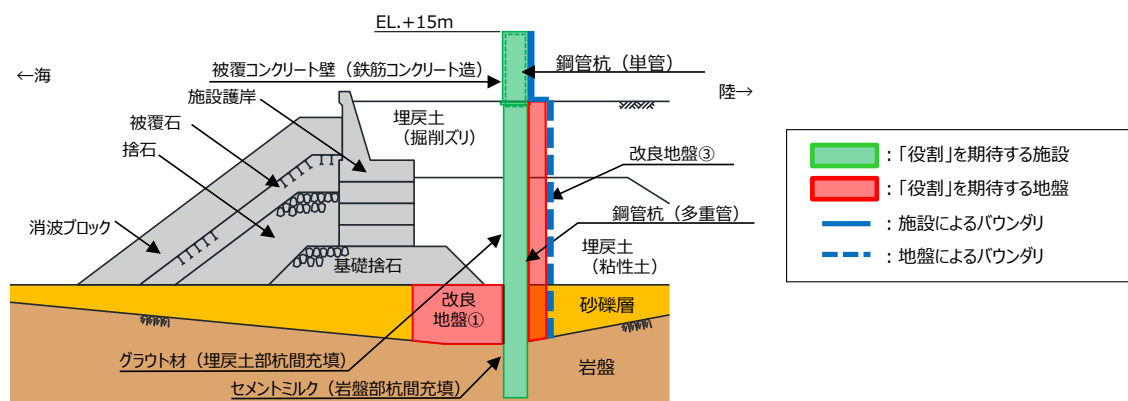 EL.+15m
←海
被覆コンクリート壁（鉄筋コンクリート造）
鋼管杭（単管）
陸→
施設護岸
埋戻土
（掘削ズリ）
被覆石
捨石
改良地盤③
鋼管杭（多重管）
消波ブロック
埋戻土
（粘性土）
基礎捨石
改良
地盤①
砂礫層
グラウト材（埋戻土部杭間充填）
岩盤
セメントミルク（岩盤部杭間充填）
：「役割」を期待する施設
：「役割」を期待する地盤
：施設によるバウンダリ
：地盤によるバウンダリ